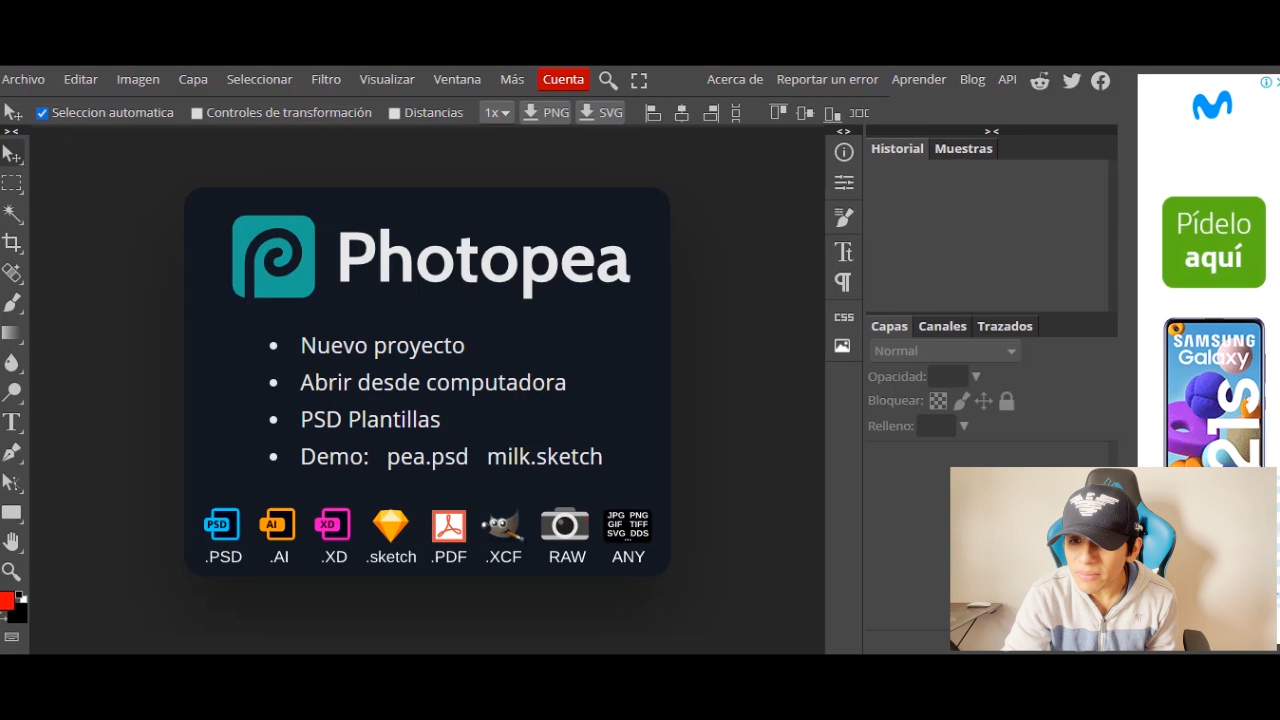 Archivo Editar Imagen Capa Seleccionar Filtro Visualizar Ventana Más Cuenta Acerca de Reportar un error Aprender Blog API
Seleccion automatica Controles de transformación Distancias 1x PNG SVG
> <
< >
> <
Historial Muestras
Photopea
Nuevo proyecto
Abrir desde computadora
PSD Plantillas
Demo: pea.psd milk.sketch
PSD AI XD
JPG PNG
GIF TIFF
SVG DDS
.PSD .AI .XD .sketch .PDF .XCF RAW ANY
CSS
Capas Canales Trazados
Normal
Opacidad:
Bloquear:
Relleno:
Pídelo
aquí
SAMSUNG
Galaxy
21s